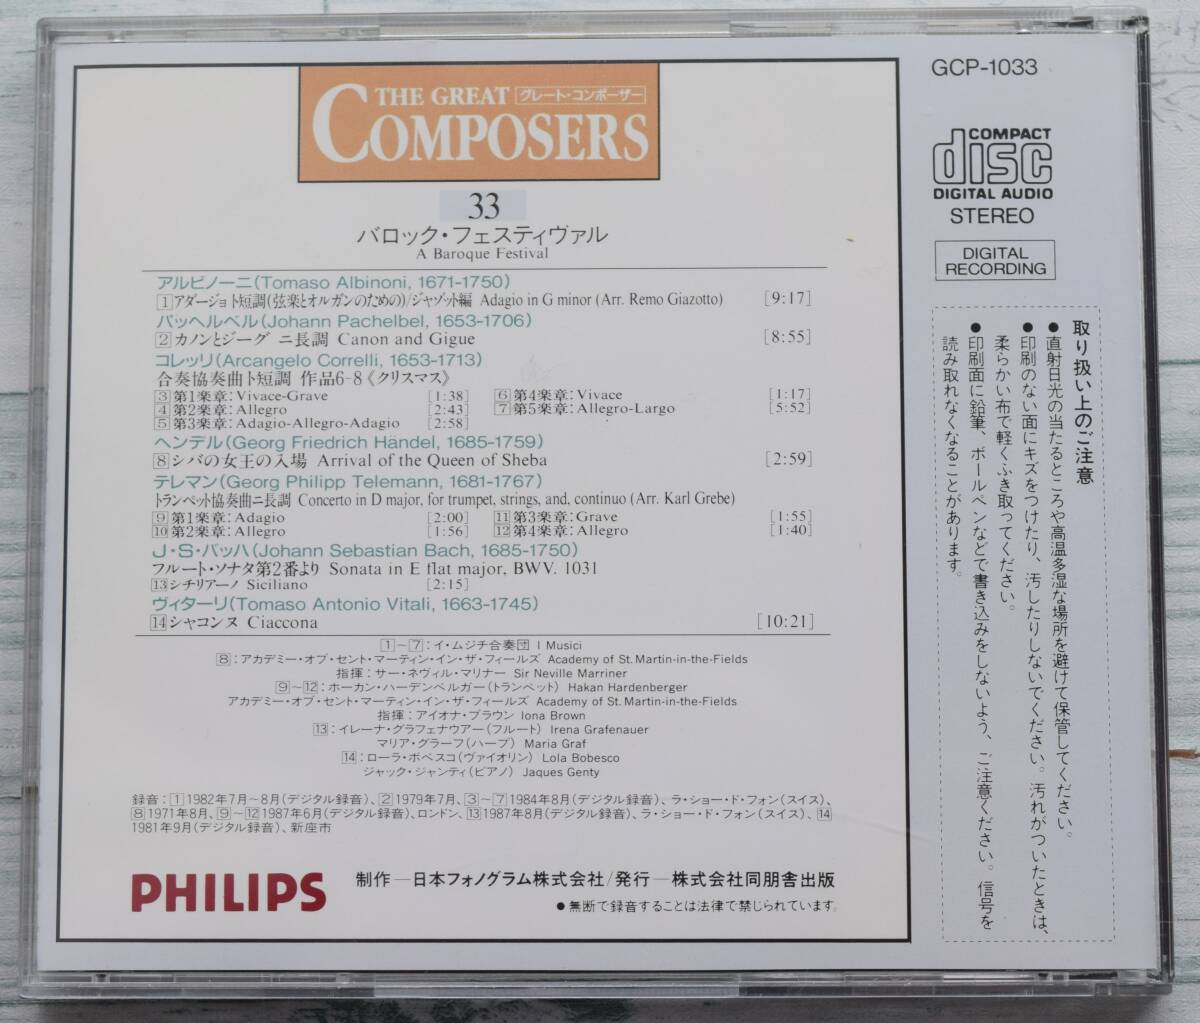 THE GREAT グレート・コンポーザー
COMPOSERS
33
バロック・フェスティヴァル
A Baroque Festival
アルビノーニ(Tomaso Albinoni, 1671-1750)
1 アダージョ ト短調(弦楽とオルガンのための)/ジャゾット編 Adagio in G minor (Arr. Remo Giazotto) [9:17]
パッヘルベル(Johann Pachelbel, 1653-1706)
2 カノンとジーグ ニ長調 Canon and Gigue [8:55]
コレッリ(Arcangelo Correlli, 1653-1713)
合奏協奏曲ト短調 作品6-8《クリスマス》
3 第1楽章:Vivace-Grave [1:38] 6 第4楽章:Vivace [1:17]
4 第2楽章:Allegro [2:43] 7 第5楽章:Allegro-Largo [5:52]
5 第3楽章:Adagio-Allegro-Adagio [2:58]
ヘンデル(Georg Friedrich Händel, 1685-1759)
8 シバの女王の入場 Arrival of the Queen of Sheba [2:59]
テレマン(Georg Philipp Telemann, 1681-1767)
トランペット協奏曲ニ長調 Concerto in D major, for trumpet, strings, and, continuo (Arr. Karl Grebe)
9 第1楽章:Adagio [2:00] 11 第3楽章:Grave [1:55]
10 第2楽章:Allegro [1:56] 12 第4楽章:Allegro [1:40]
J・S・バッハ(Johann Sebastian Bach, 1685-1750)
フルート・ソナタ第2番より Sonata in E flat major, BWV. 1031
13 シチリアーノ Siciliano [2:15]
ヴィターリ(Tomaso Antonio Vitali, 1663-1745)
14 シャコンヌ Ciaccona [10:21]
1〜7:イ・ムジチ合奏団 I Musici
8:アカデミー・オブ・セント・マーティン・イン・ザ・フィールズ Academy of St. Martin-in-the-Fields
指揮:サー・ネヴィル・マリナー Sir Neville Marriner
9〜12:ホーカン・ハーデンベルガー(トランペット) Hakan Hardenberger
アカデミー・オブ・セント・マーティン・イン・ザ・フィールズ Academy of St. Martin-in-the-Fields
指揮:アイオナ・ブラウン Iona Brown
13:イレーナ・グラフェナウアー(フルート) Irena Grafenauer
マリア・グラーフ(ハープ) Maria Graf
14:ローラ・ボベスコ(ヴァイオリン) Lola Bobesco
ジャック・ジャンティ(ピアノ) Jaques Genty
録音:1 1982年7月〜8月(デジタル録音)、2 1979年7月、3〜7 1984年8月(デジタル録音)、ラ・ショー・ド・フォン(スイス)、
8 1971年8月、9〜12 1987年6月(デジタル録音)、ロンドン、13 1987年8月(デジタル録音)、ラ・ショー・ド・フォン(スイス)、14
1981年9月(デジタル録音)、新座市
PHILIPS
制作—日本フォノグラム株式会社/発行—株式会社同朋舎出版
●無断で録音することは法律で禁じられています。
GCP-1033
COMPACT
disc
DIGITAL AUDIO
STEREO
DIGITAL
RECORDING
取り扱い上のご注意
●直射日光の当たるところや高温多湿な場所を避けて保管してください。
●印刷のない面にキズをつけたり、汚したりしないでください。汚れがついたときは、
柔らかい布で軽くふき取ってください。
●印刷面に鉛筆、ボールペンなどで書き込みをしないよう、ご注意ください。信号を
読み取れなくなることがあります。